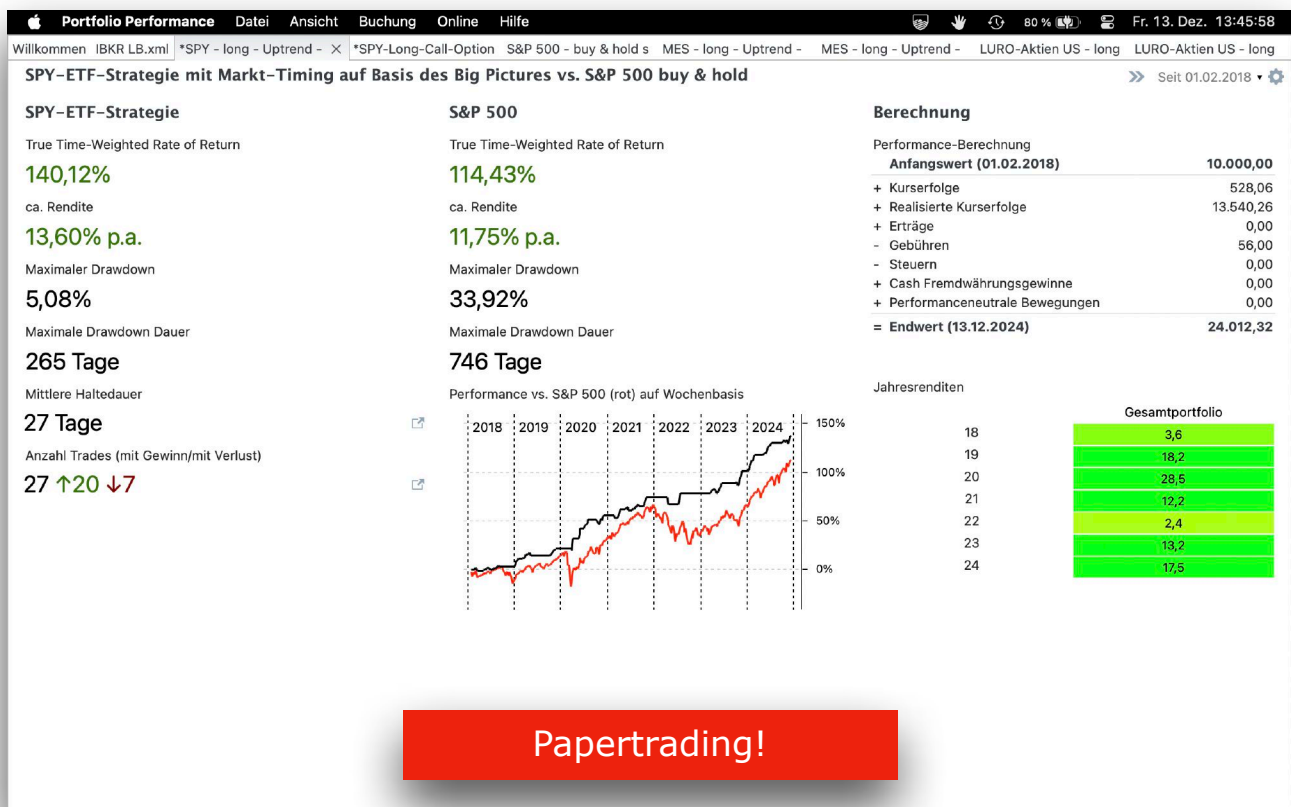 Portfolio Performance Datei Ansicht Buchung Online Hilfe 80 % Fr. 13. Dez. 13:45:58
Willkommen IBKR LB.xml *SPY - long - Uptrend - *SPY-Long-Call-Option S&P 500 - buy & hold s MES - long - Uptrend - MES - long - Uptrend - LURO-Aktien US - long LURO-Aktien US - long
SPY-ETF-Strategie mit Markt-Timing auf Basis des Big Pictures vs. S&P 500 buy & hold
Seit 01.02.2018
SPY-ETF-Strategie
True Time-Weighted Rate of Return
140,12%
ca. Rendite
13,60% p.a.
Maximaler Drawdown
5,08%
Maximale Drawdown Dauer
265 Tage
Mittlere Haltedauer
27 Tage
Anzahl Trades (mit Gewinn/mit Verlust)
27 ↑20 ↓7
S&P 500
True Time-Weighted Rate of Return
114,43%
ca. Rendite
11,75% p.a.
Maximaler Drawdown
33,92%
Maximale Drawdown Dauer
746 Tage
Performance vs. S&P 500 (rot) auf Wochenbasis
2018 2019 2020 2021 2022 2023 2024
150%
100%
50%
0%
Berechnung
Performance-Berechnung
Anfangswert (01.02.2018) 10.000,00
+ Kurserfolge 528,06
+ Realisierte Kurserfolge 13.540,26
+ Erträge 0,00
- Gebühren 56,00
- Steuern 0,00
+ Cash Fremdwährungsgewinne 0,00
+ Performanceneutrale Bewegungen 0,00
= Endwert (13.12.2024) 24.012,32
Jahresrenditen
Gesamtportfolio
18 3,6
19 18,2
20 28,5
21 12,2
22 2,4
23 13,2
24 17,5
Papertrading!